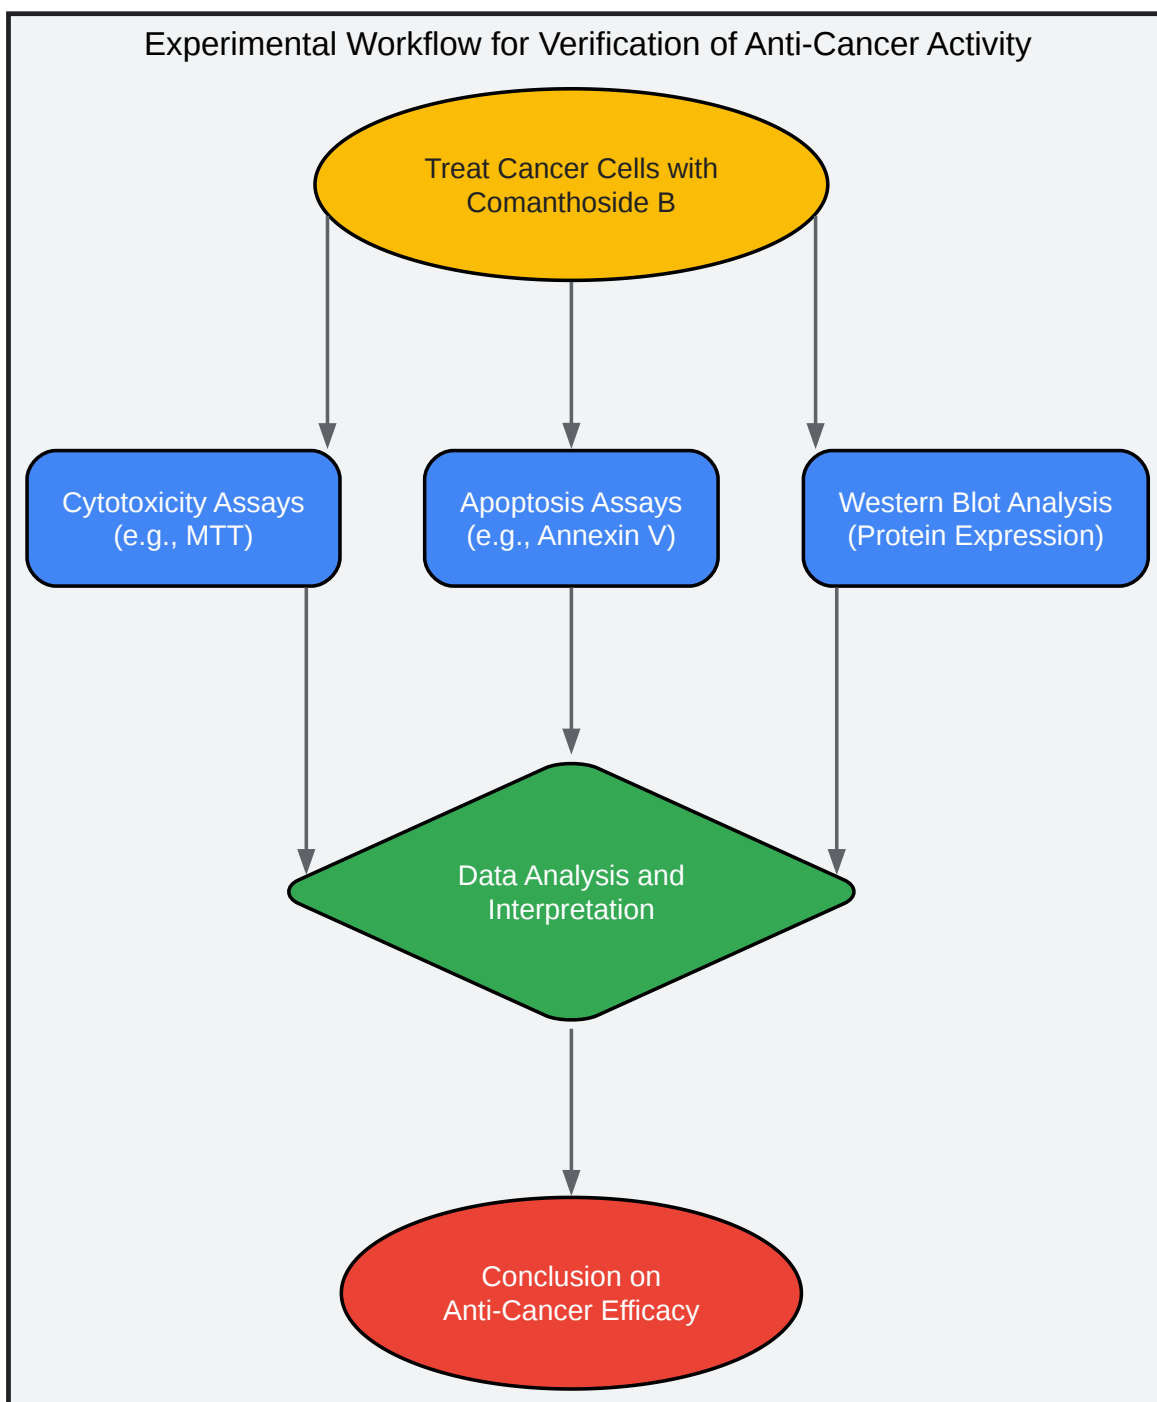 Experimental Workflow for Verification of Anti-Cancer Activity
Treat Cancer Cells with
Comanthoside B
Cytotoxicity Assays
(e.g., MTT)
Apoptosis Assays
(e.g., Annexin V)
Western Blot Analysis
(Protein Expression)
Data Analysis and
Interpretation
Conclusion on
Anti-Cancer Efficacy